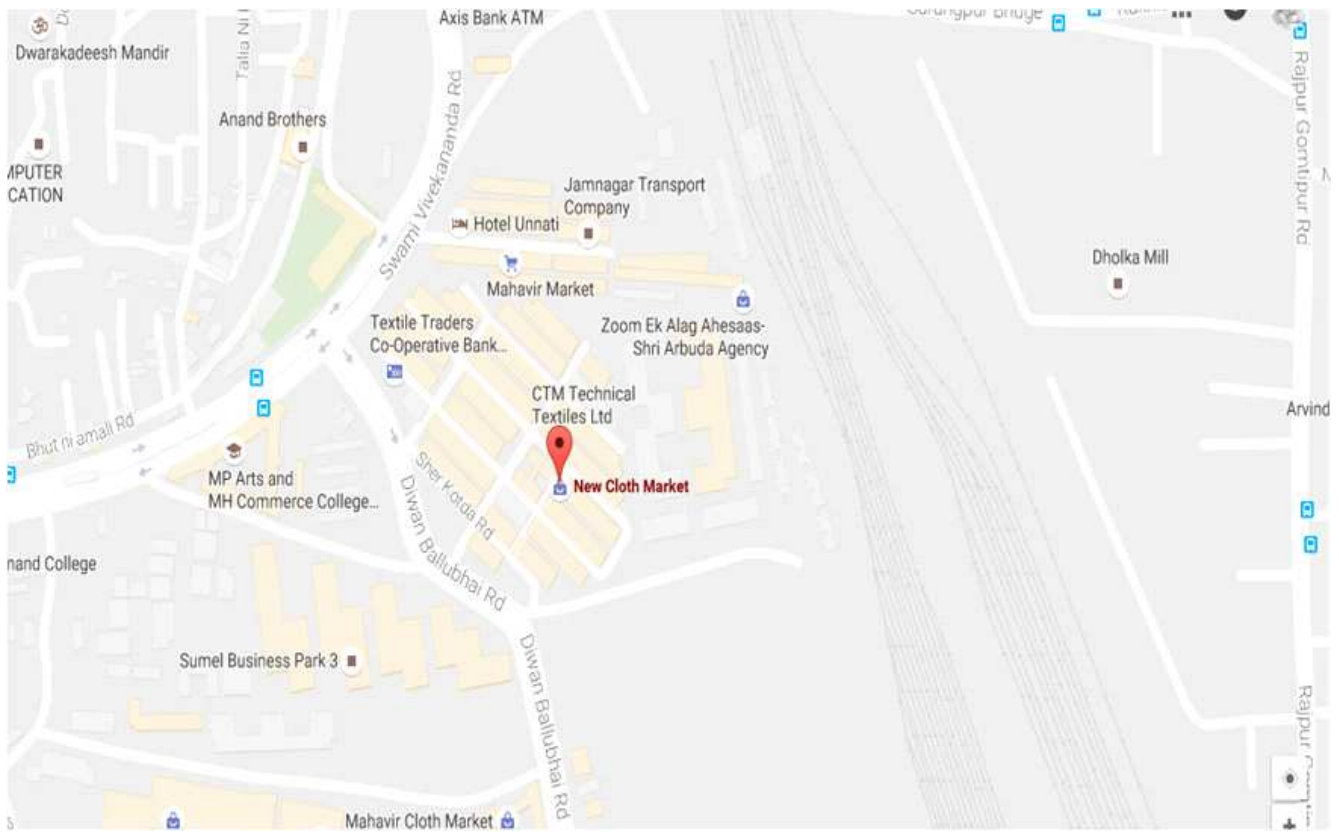 Axis Bank ATM
Dwarakadeesh Mandir
Talia
Anand Brothers
Swami Vivekananda Rd
Rajpur Gomtipur Rd
MPUTER
CATION
Jamnagar Transport
Company
Hotel Unnati
Mahavir Market
Dholka Mill
Textile Traders
Co-Operative Bank...
Zoom Ek Alag Ahesaas-
Shri Arbuda Agency
CTM Technical
Textiles Ltd
Arvind
Bhut ni amali Rd
MP Arts and
MH Commerce College...
Sher Kotda Rd
New Cloth Market
Diwan Ballubhai Rd
nand College
Sumel Business Park 3
Diwan Ballubhai Rd
Rajpur
Mahavir Cloth Market